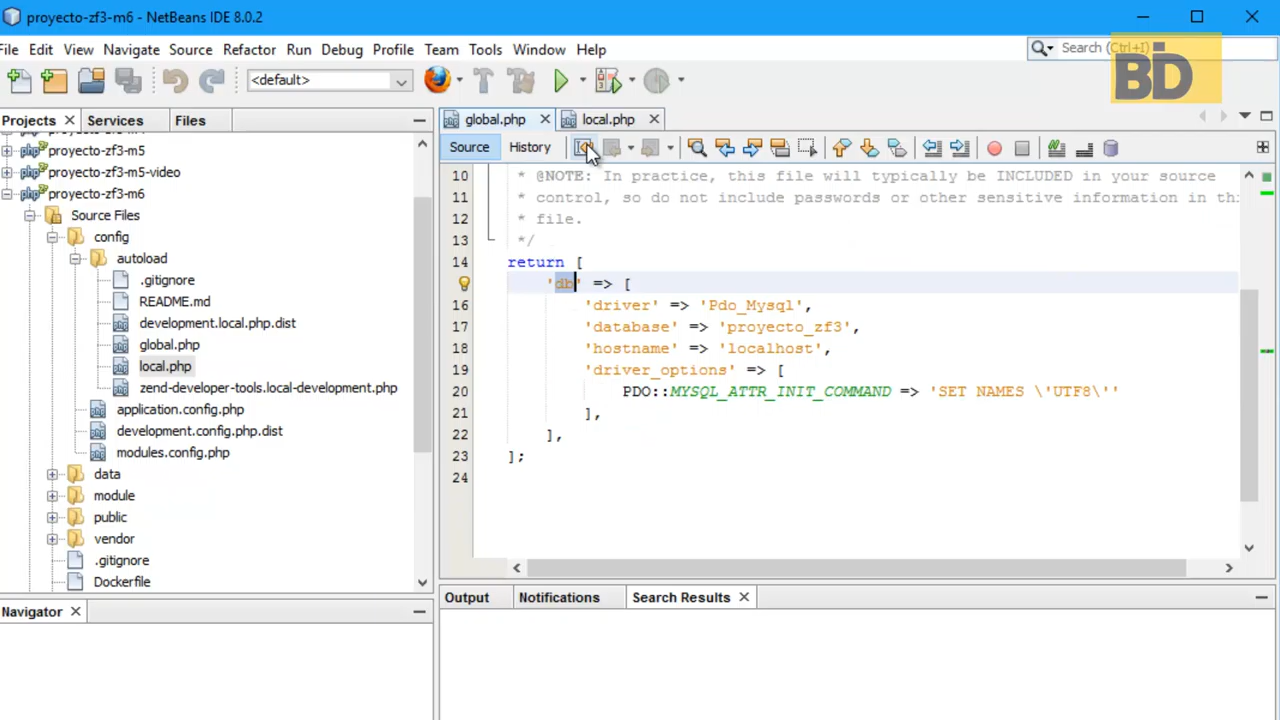 proyecto-zf3-m6 - NetBeans IDE 8.0.2
File Edit View Navigate Source Refactor Run Debug Profile Team Tools Window Help
Search (Ctrl+I)
BD
<default>
Projects Services Files
global.php local.php
Source History
proyecto-zf3-m5
proyecto-zf3-m5-video
proyecto-zf3-m6
Source Files
config
autoload
.gitignore
README.md
development.local.php.dist
global.php
local.php
zend-developer-tools.local-development.php
application.config.php
development.config.php.dist
modules.config.php
data
module
public
vendor
.gitignore
Dockerfile
10 * @NOTE: In practice, this file will typically be INCLUDED in your source
11 * control, so do not include passwords or other sensitive information in thi
12 * file.
13 */
14 return [
'db' => [
16 'driver' => 'Pdo_Mysql',
17 'database' => 'proyecto_zf3',
18 'hostname' => 'localhost',
19 'driver_options' => [
20 PDO::MYSQL_ATTR_INIT_COMMAND => 'SET NAMES \'UTF8\''
21 ],
22 ],
23 ];
24
Navigator
Output Notifications Search Results